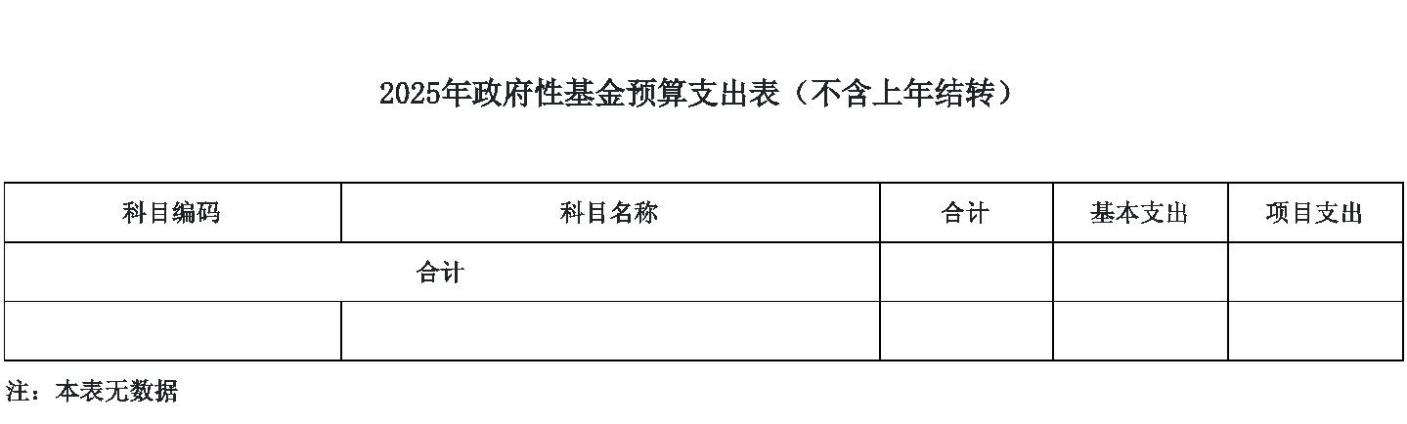 2025年政府性基金预算支出表（不含上年结转）
科目编码 科目名称 合计 基本支出 项目支出
合计
注：本表无数据